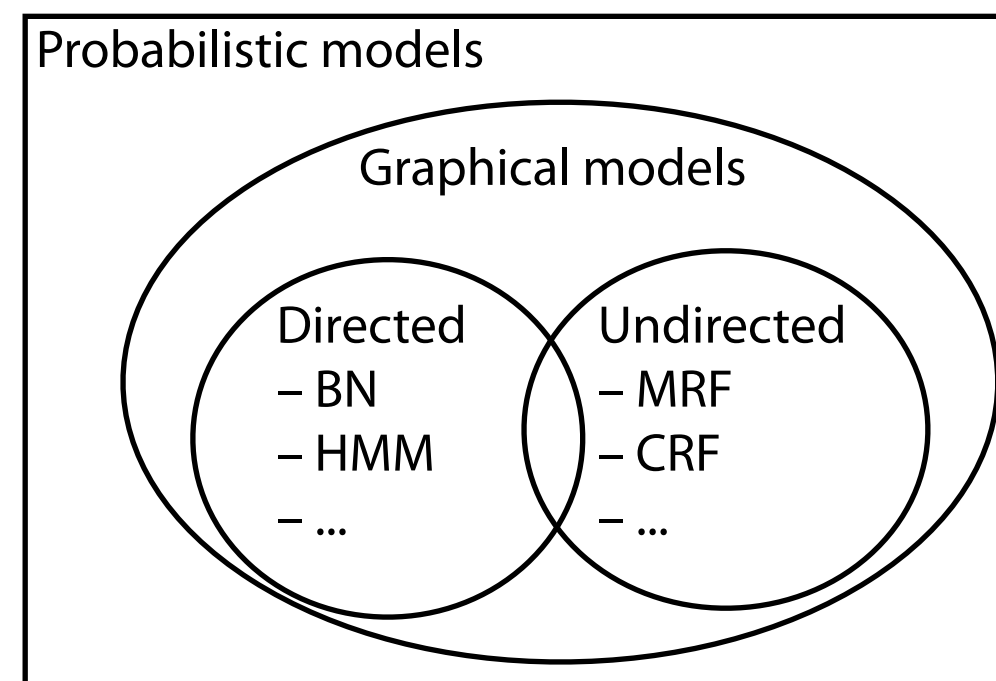 Probabilistic models
Graphical models
Directed
– BN
– HMM
– ...
Undirected
– MRF
– CRF
– ...